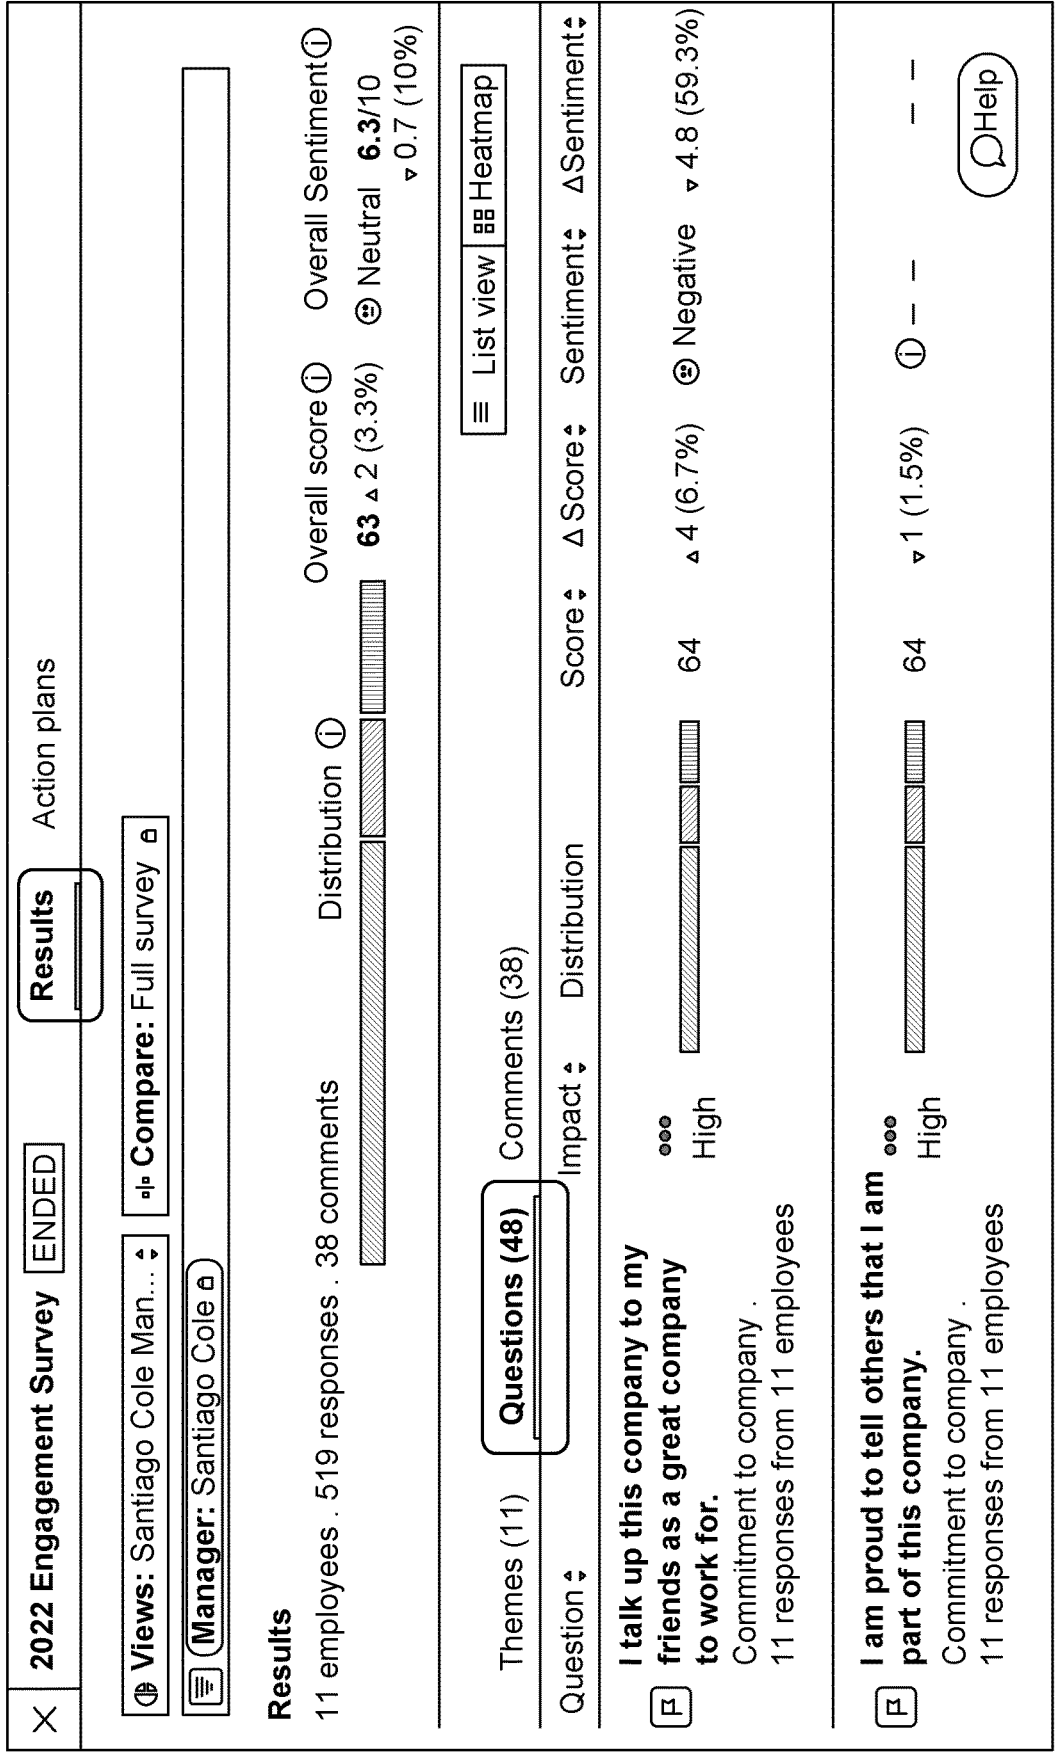 2022 Engagement Survey ENDED Results Action plans
Views: Santiago Cole Man... Compare: Full survey
Manager: Santiago Cole
Results
11 employees . 519 responses . 38 comments
Distribution
Overall score
63 ▵ 2 (3.3%)
Overall Sentiment
Neutral 6.3/10
▿ 0.7 (10%)
Themes (11) Questions (48) Comments (38)
List view Heatmap
Question Impact Distribution Score Δ Score Sentiment ΔSentiment
I talk up this company to my
friends as a great company
to work for.
Commitment to company .
11 responses from 11 employees
High
64 ▵ 4 (6.7%) Negative ▿ 4.8 (59.3%)
I am proud to tell others that I am
part of this company.
Commitment to company .
11 responses from 11 employees
High
64 ▿ 1 (1.5%) – – – –
Help